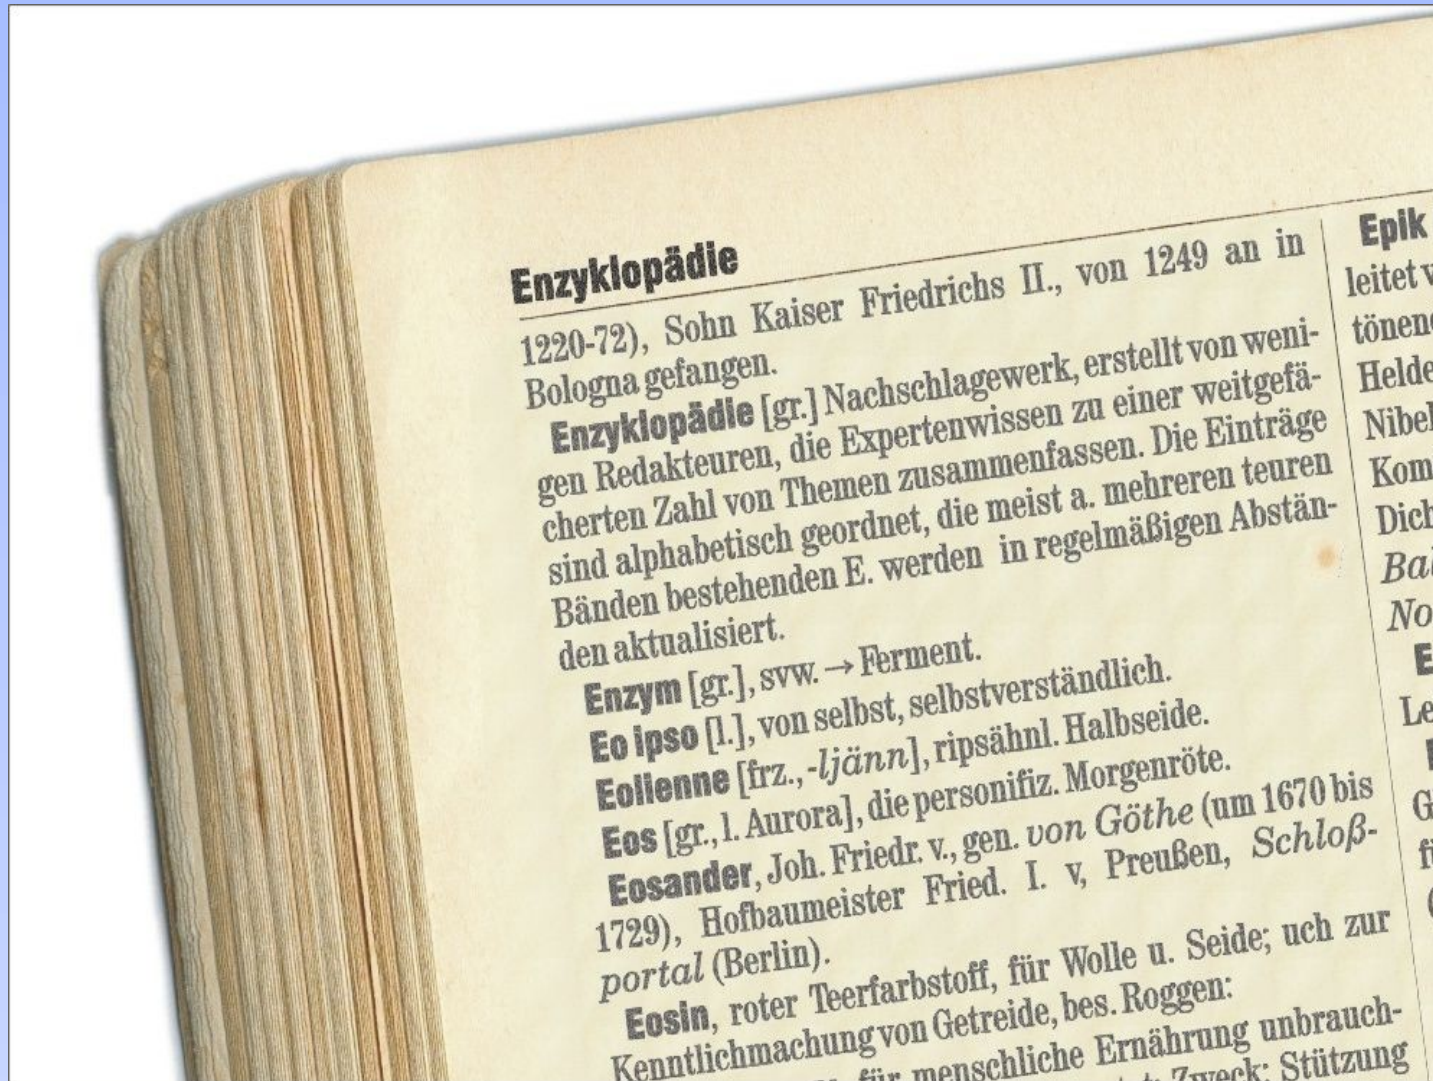 Enzyklopädie
1220-72), Sohn Kaiser Friedrichs II., von 1249 an in
Bologna gefangen.
Enzyklopädie [gr.] Nachschlagewerk, erstellt von weni-
gen Redakteuren, die Expertenwissen zu einer weitgefä-
cherten Zahl von Themen zusammenfassen. Die Einträge
sind alphabetisch geordnet, die meist a. mehreren teuren
Bänden bestehenden E. werden in regelmäßigen Abstän-
den aktualisiert.
Enzym [gr.], svw. → Ferment.
Eo ipso [l.], von selbst, selbstverständlich.
Eolienne [frz., -ljänn], ripsähnl. Halbseide.
Eos [gr., l. Aurora], die personifiz. Morgenröte.
Eosander, Joh. Friedr. v., gen. von Göthe (um 1670 bis
1729), Hofbaumeister Fried. I. v, Preußen, Schloß-
portal (Berlin).
Eosin, roter Teerfarbstoff, für Wolle u. Seide; uch zur
Kenntlichmachung von Getreide, bes. Roggen:
für menschliche Ernährung unbrauch-
Zweck: Stützung
Epik
leitet